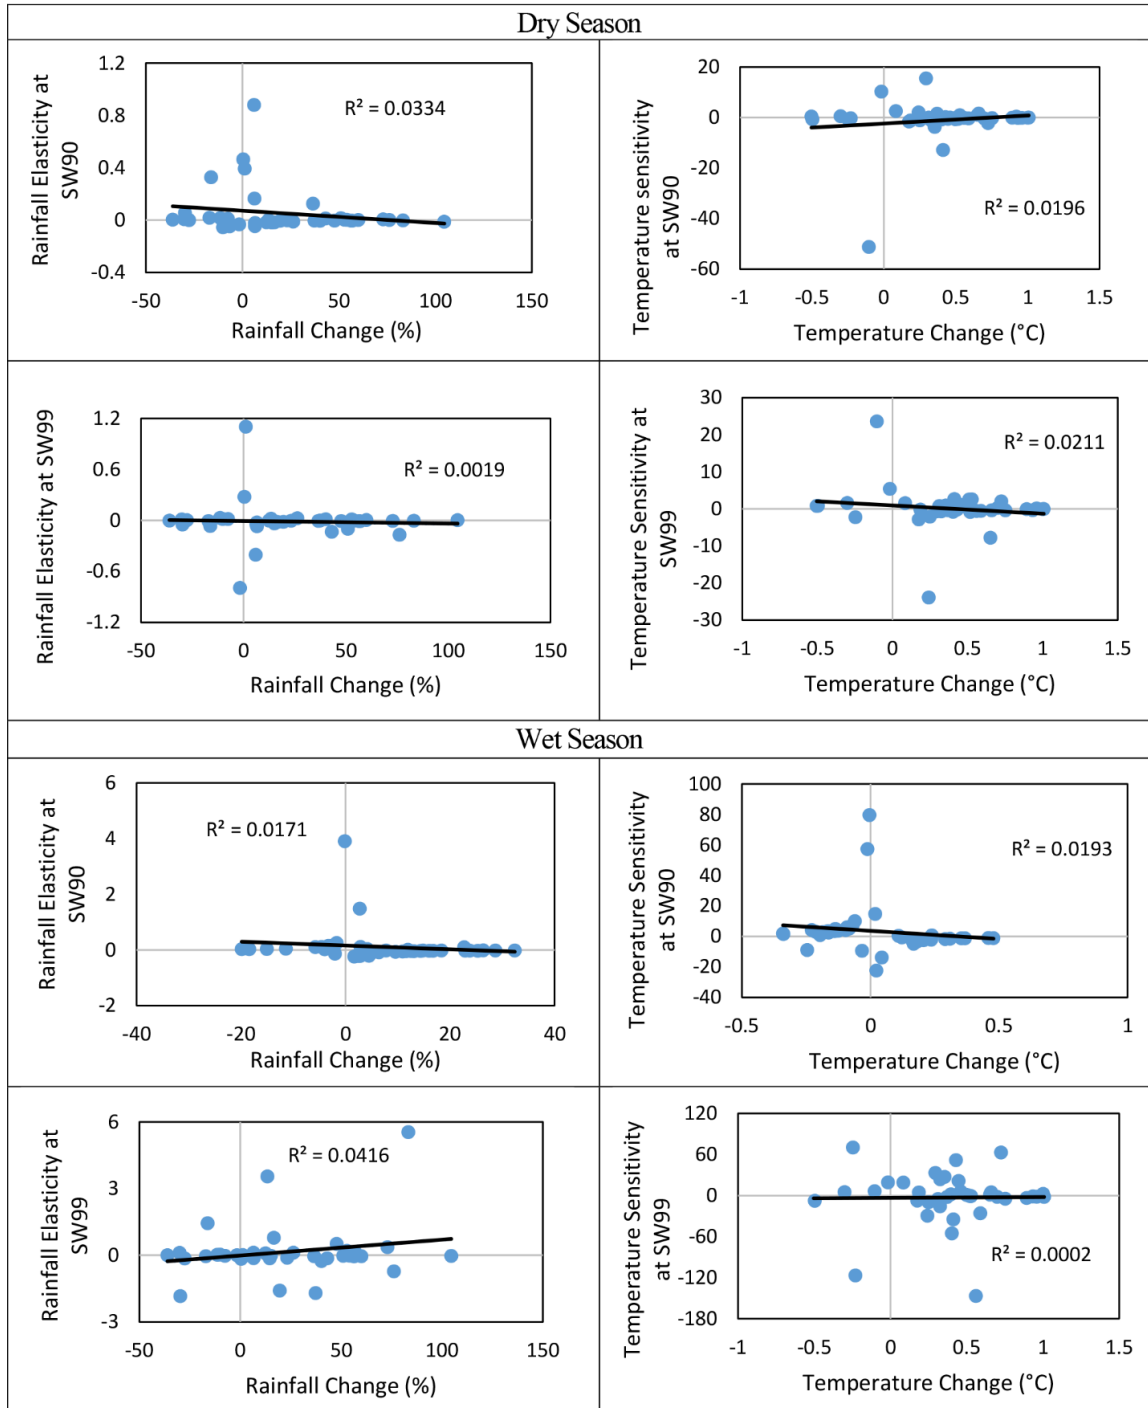 Dry Season
Rainfall Elasticity at
SW90
1.2
0.8
0.4
0
-0.4
R² = 0.0334
-50
0
50
100
150
Rainfall Change (%)
Temperature sensitivity
at SW90
20
0
-20
-40
-60
R² = 0.0196
-1
0
0.5
1
1.5
Temperature Change (°C)
Rainfall Elasticity at SW99
1.2
0.6
0
-0.6
-1.2
R² = 0.0019
-50
0
50
100
150
Rainfall Change (%)
Temperature Sensitivity at
SW99
30
20
10
0
-10
-20
-30
R² = 0.0211
-1
-0.5
0
0.5
1
1.5
Temperature Change (°C)
Wet Season
Rainfall Elasticity at
SW90
6
4
2
0
-2
R² = 0.0171
-40
-20
0
20
40
Rainfall Change (%)
Temperature Sensitivity
at SW90
100
80
60
40
20
0
-20
-40
R² = 0.0193
-0.5
0
0.5
1
Temperature Change (°C)
Rainfall Elasticity at
SW99
6
3
0
-3
R² = 0.0416
-50
0
50
100
150
Rainfall Change (%)
Temperature Sensitivity
at SW99
120
60
0
-60
-120
-180
R² = 0.0002
-1
-0.5
0
0.5
1
1.5
Temperature Change (°C)